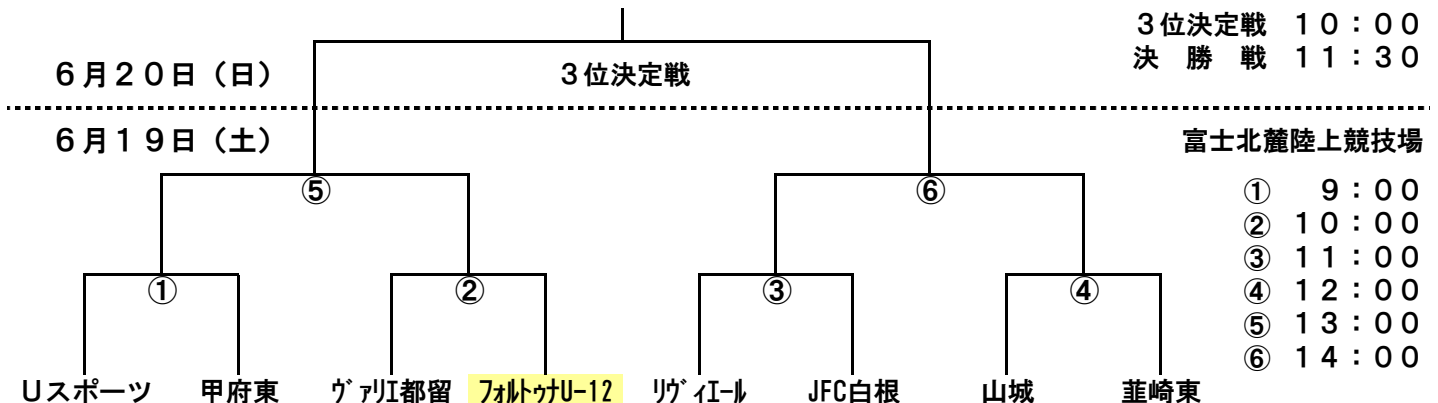 ３位決定戦　１０：００
決　勝　戦　１１：３０
６月２０日（日）
３位決定戦
６月１９日（土）
富士北麓陸上競技場
⑤
⑥
①　９：００
②　１０：００
③　１１：００
④　１２：００
⑤　１３：００
⑥　１４：００
①
②
③
④
Ｕスポーツ　甲府東　ヴァリエ都留　フォルトゥナU-12　リヴィエール　JFC白根　山城　韮崎東